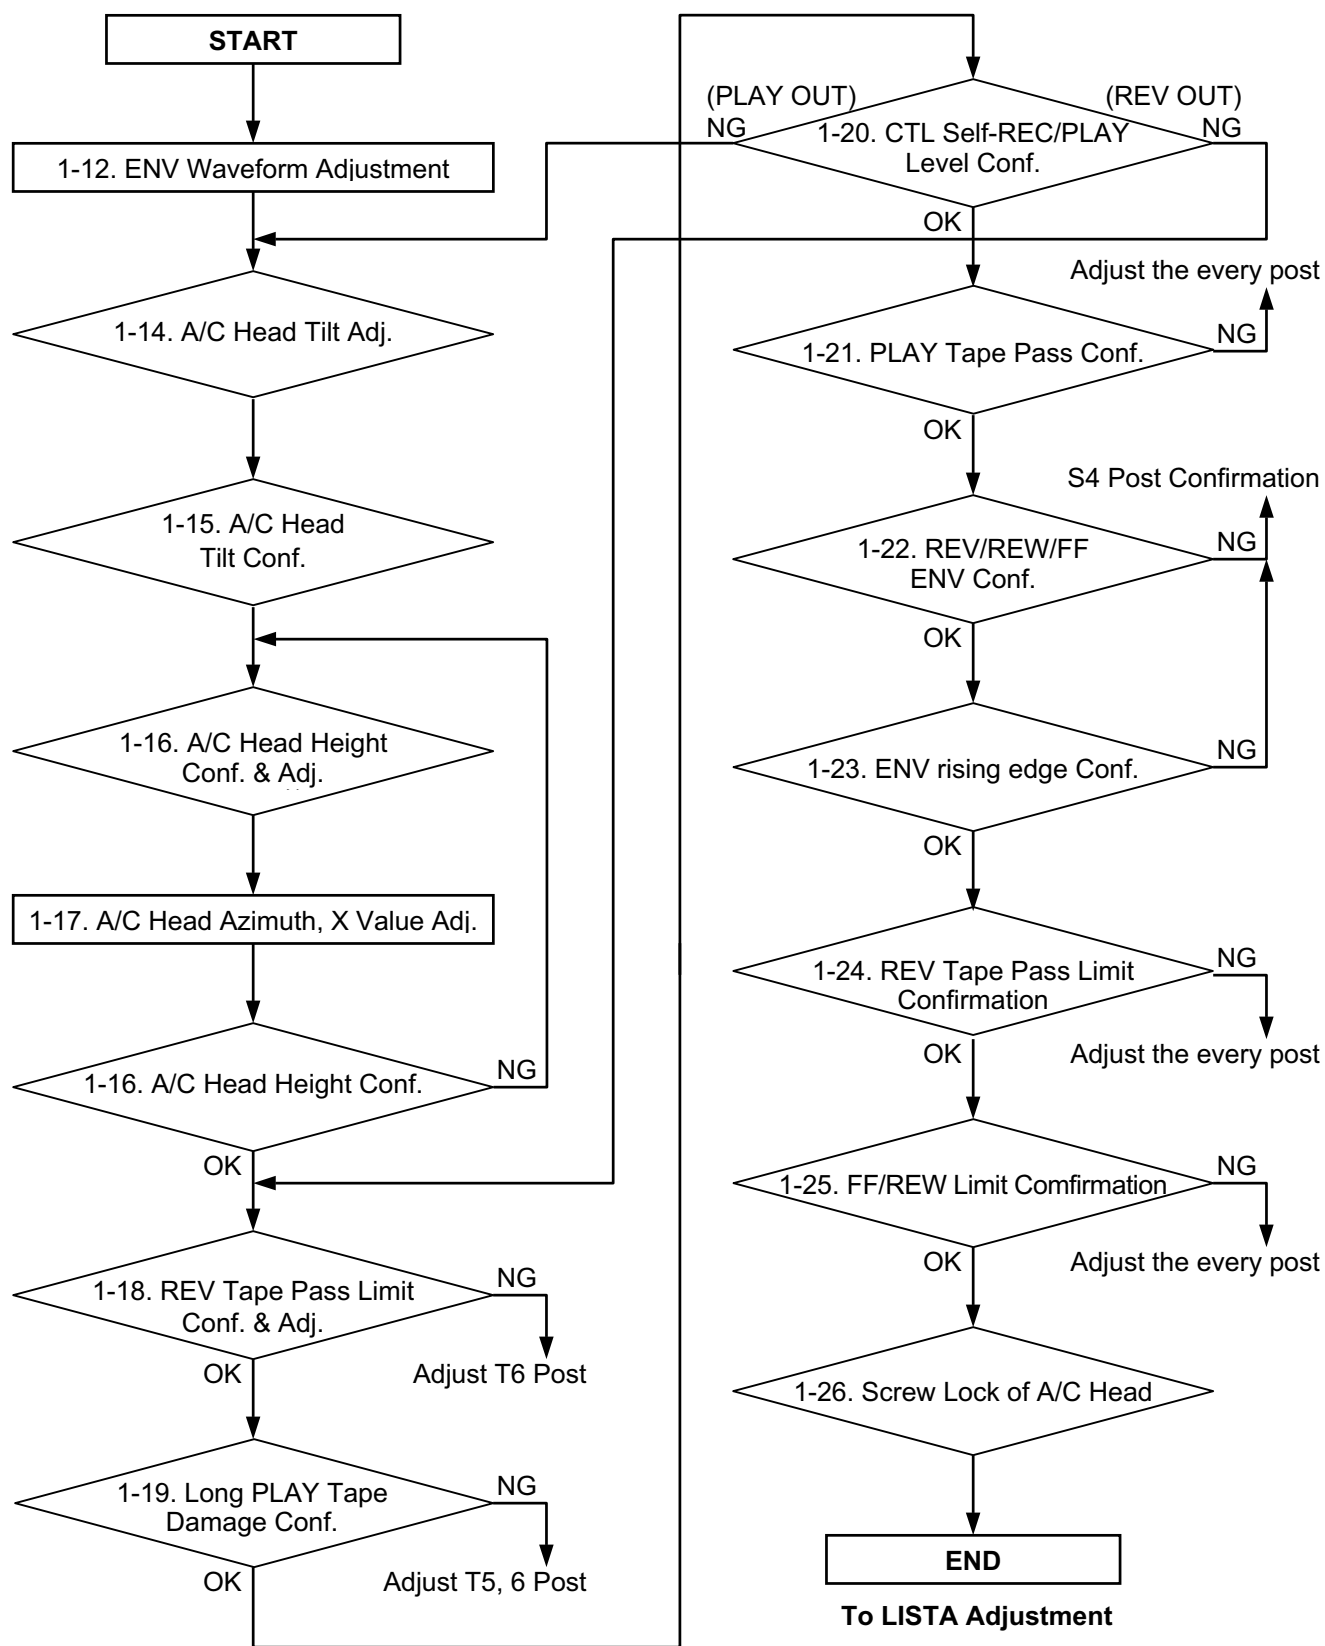 START
1-12. ENV Waveform Adjustment
1-14. A/C Head Tilt Adj.
1-15. A/C Head
Tilt Conf.
1-16. A/C Head Height
Conf. & Adj.
1-17. A/C Head Azimuth, X Value Adj.
1-16. A/C Head Height Conf.
NG
OK
1-18. REV Tape Pass Limit
Conf. & Adj.
NG
OK
Adjust T6 Post
1-19. Long PLAY Tape
Damage Conf.
NG
OK
Adjust T5, 6 Post
(PLAY OUT)
NG
(REV OUT)
NG
1-20. CTL Self-REC/PLAY
Level Conf.
OK
Adjust the every post
1-21. PLAY Tape Pass Conf.
NG
OK
S4 Post Confirmation
1-22. REV/REW/FF
ENV Conf.
NG
OK
1-23. ENV rising edge Conf.
NG
OK
1-24. REV Tape Pass Limit
Confirmation
NG
OK
Adjust the every post
1-25. FF/REW Limit Comfirmation
NG
OK
Adjust the every post
1-26. Screw Lock of A/C Head
END
To LISTA Adjustment